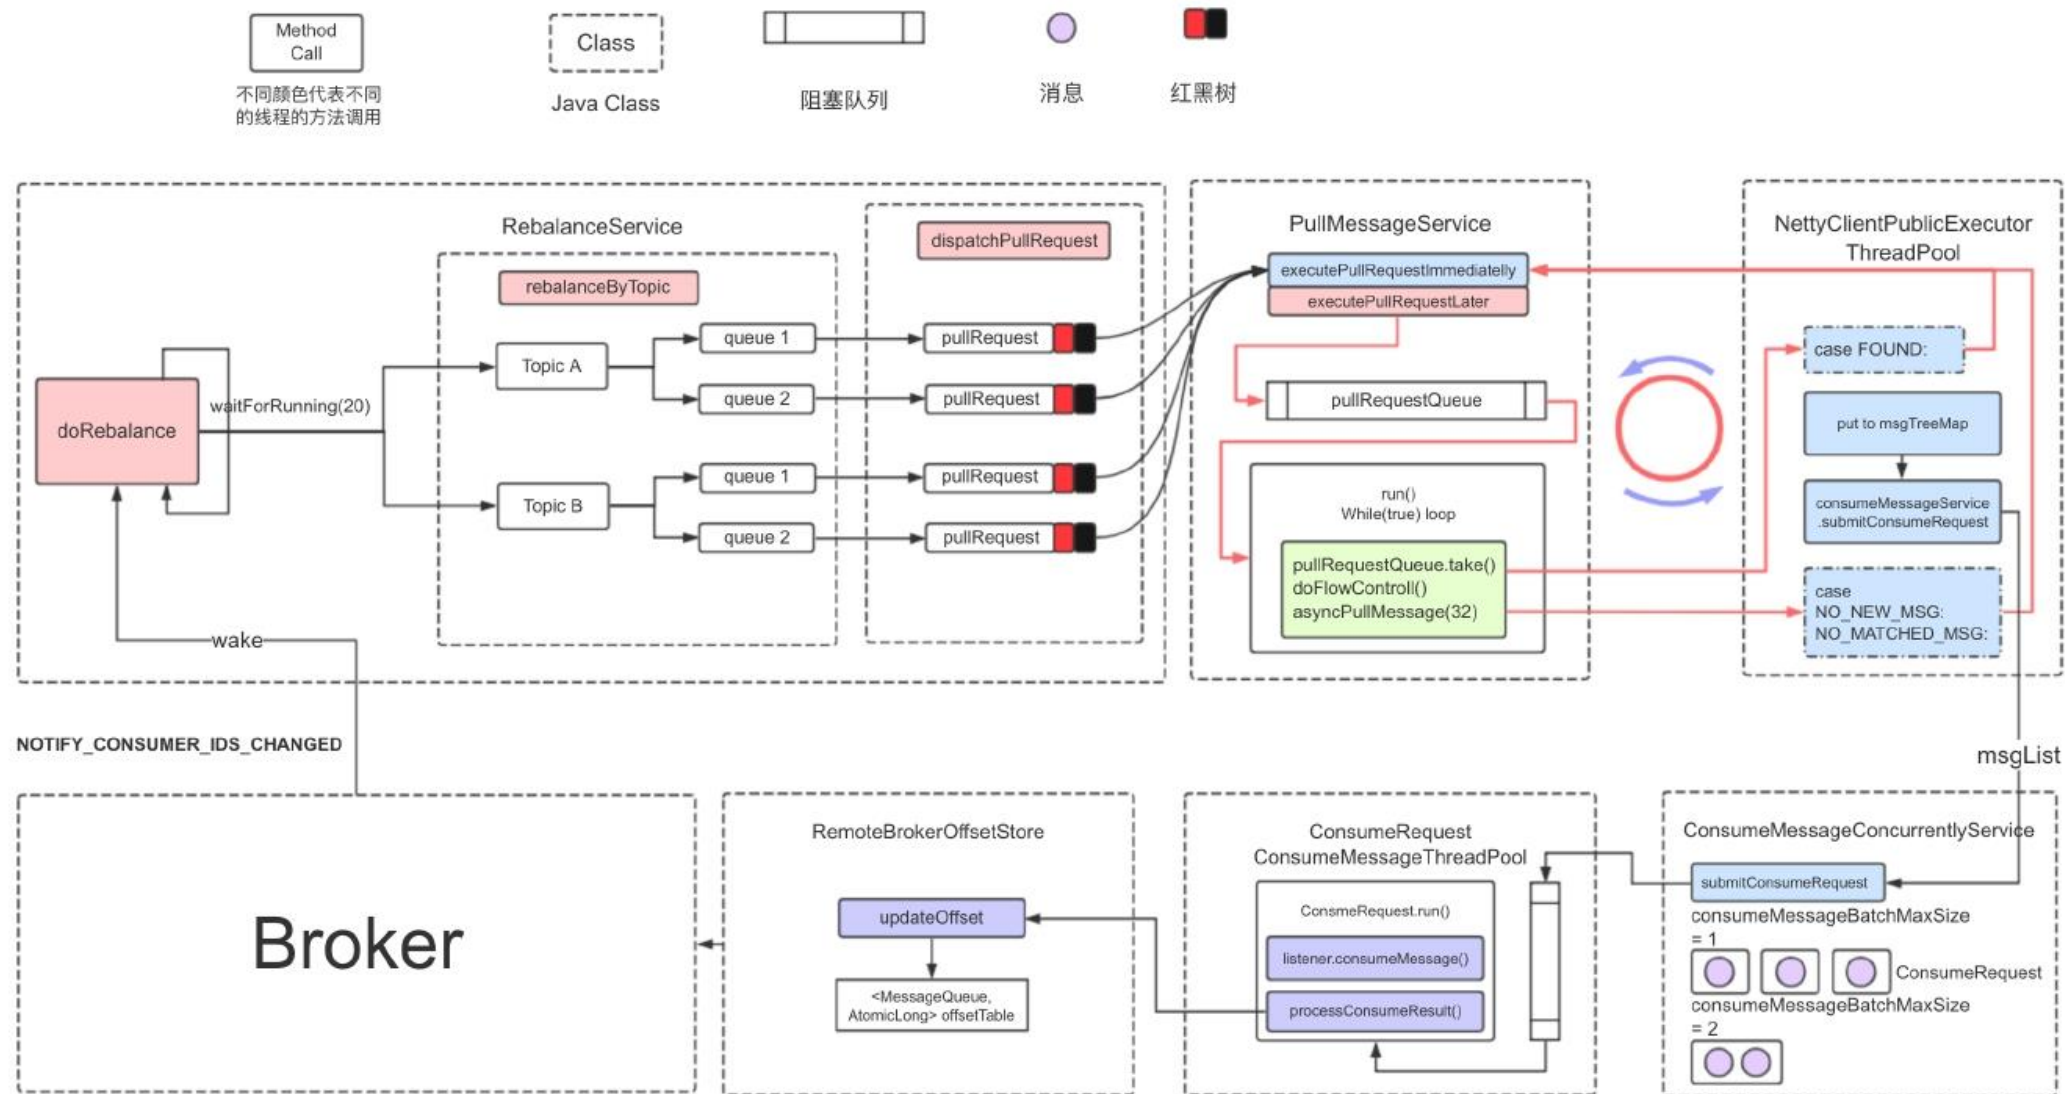 Method
Call
不同颜色代表不同
的线程的方法调用
Class
Java Class
阻塞队列
消息
红黑树
RebalanceService
doRebalance
waitForRunning(20)
rebalanceByTopic
Topic A
queue 1
queue 2
Topic B
queue 1
queue 2
dispatchPullRequest
pullRequest
pullRequest
pullRequest
pullRequest
wake
PullMessageService
executePullRequestImmediatelly
executePullRequestLater
pullRequestQueue
run()
While(true) loop
pullRequestQueue.take()
doFlowControll()
asyncPullMessage(32)
NettyClientPublicExecutor
ThreadPool
case FOUND:
put to msgTreeMap
consumeMessageService
.submitConsumeRequest
case
NO_NEW_MSG:
NO_MATCHED_MSG:
NOTIFY_CONSUMER_IDS_CHANGED
msgList
Broker
RemoteBrokerOffsetStore
updateOffset
<MessageQueue,
AtomicLong> offsetTable
ConsumeRequest
ConsumeMessageThreadPool
ConsmeRequest.run()
listener.consumeMessage()
processConsumeResult()
ConsumeMessageConcurrentlyService
submitConsumeRequest
consumeMessageBatchMaxSize
= 1
ConsumeRequest
consumeMessageBatchMaxSize
= 2